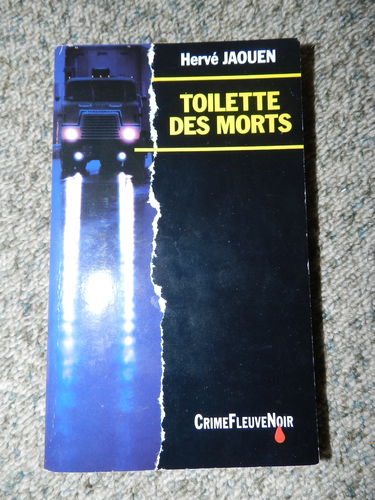 Hervé JAOUEN
TOILETTE
DES MORTS
CRIMEFLEUVENOIR